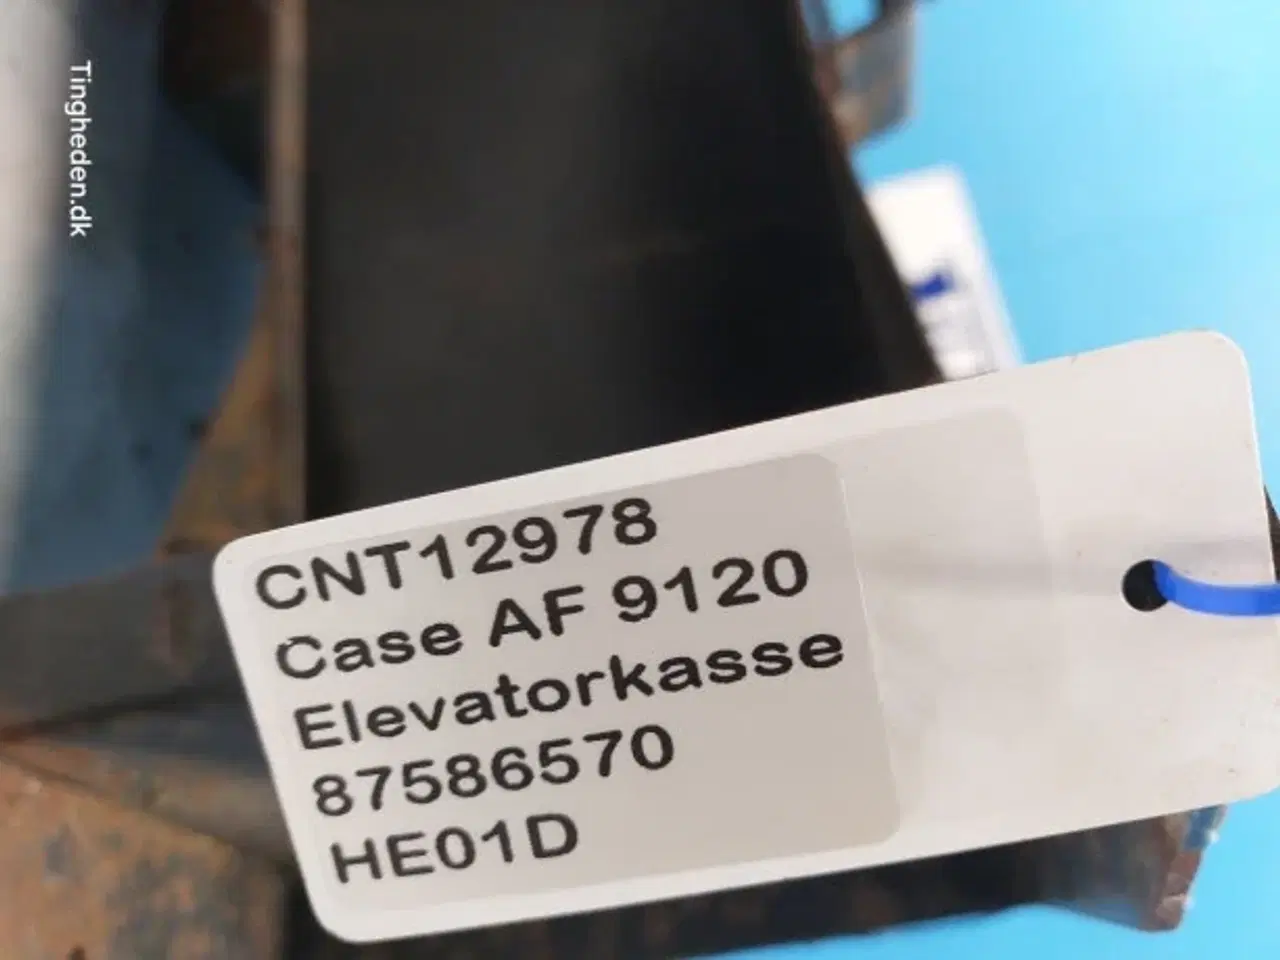 Tingheden.dk
CNT12978
Case AF 9120
Elevatorkasse
87586570
HE01D